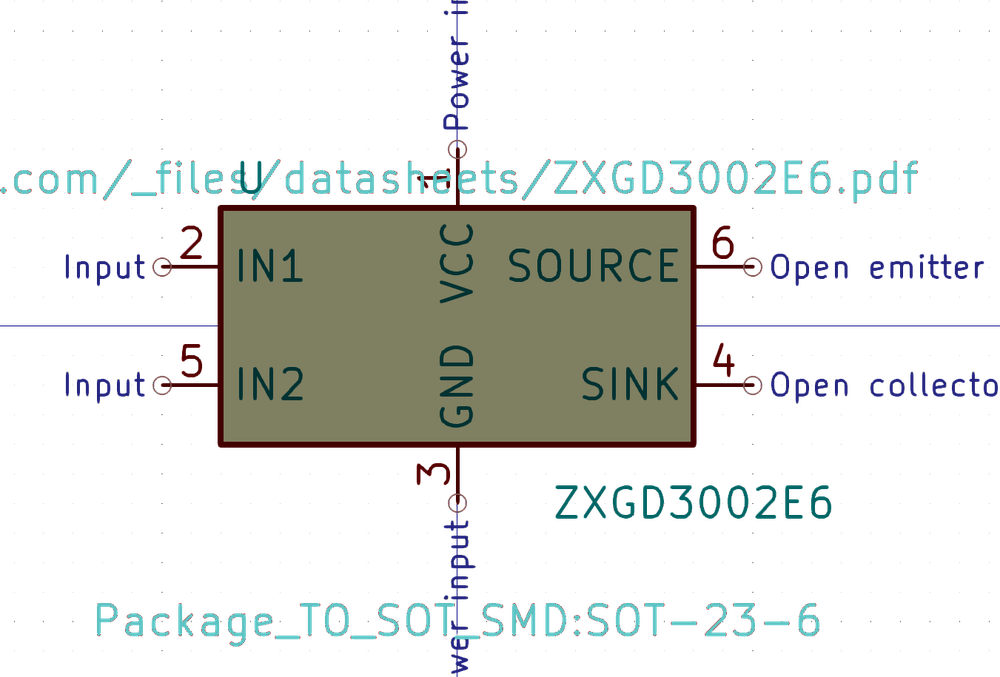 Power in
.com/_files/datasheets/ZXGD3002E6.pdf
U
1
2
6
Input
IN1
VCC
SOURCE
Open emitter
5
4
Input
IN2
GND
SINK
Open collecto
3
ZXGD3002E6
wer input
Package_TO_SOT_SMD:SOT-23-6